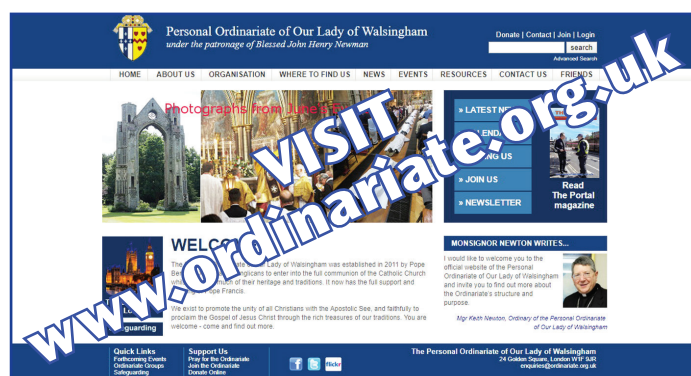 Personal Ordinariate of Our Lady of Walsingham
under the patronage of Blessed John Henry Newman
Donate | Contact | Join | Login
search
Advanced Search
HOME ABOUT US ORGANISATION WHERE TO FIND US NEWS EVENTS RESOURCES CONTACT US FRIENDS
Photographs from
VISIT
www.ordinariate.org.uk
» LATEST
US
» JOIN US
» NEWSLETTER
Read
The Portal
magazine
The Lady of Walsingham was established in 2011 by Pope
Anglicans to enter into the full communion of the Catholic Church
much of their heritage and traditions. It now has the full support and
Pope Francis.
We exist to promote the unity of all Christians with the Apostolic See, and faithfully to
proclaim the Gospel of Jesus Christ through the rich treasures of our traditions. You are
welcome - come and find out more.
MONSIGNOR NEWTON WRITES...
I would like to welcome you to the
official website of the Personal
Ordinariate of Our Lady of Walsingham
and invite you to find out more about
the Ordinariate's structure and
purpose.
Mgr Keith Newton, Ordinary of the Personal Ordinariate
of Our Lady of Walsingham
Quick Links
Forthcoming Events
Ordinariate Groups
Safeguarding
Support Us
Pray for the Ordinariate
Join the Ordinariate
Donate Online
flickr
The Personal Ordinariate of Our Lady of Walsingham
24 Golden Square, London W1F 9JR
enquiries@ordinariate.org.uk